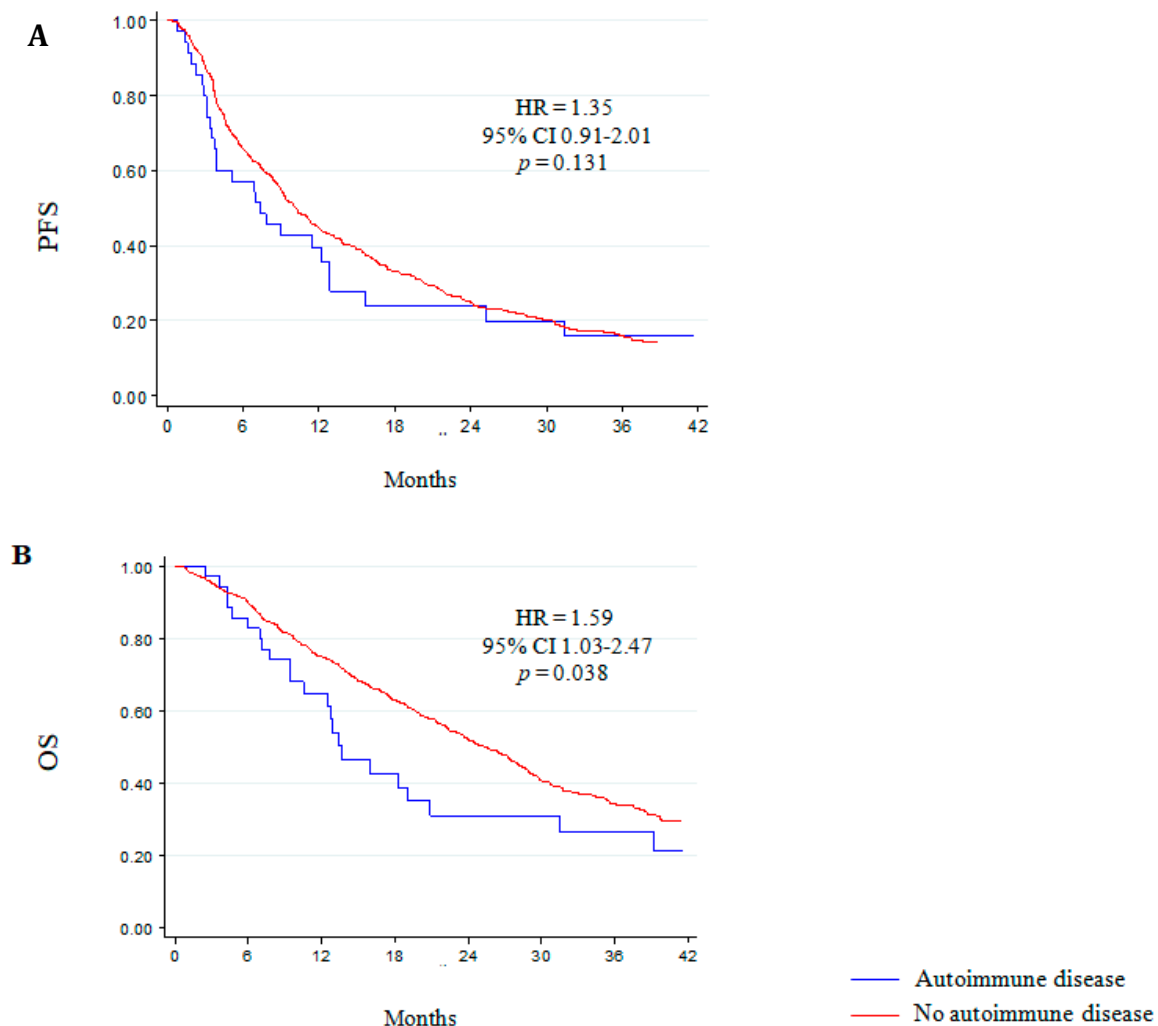 A
1.00
0.80
0.60
0.40
0.20
0.00
PFS
HR = 1.35
95% CI 0.91-2.01
p = 0.131
0 6 12 18 24 30 36 42
Months
B
1.00
0.80
0.60
0.40
0.20
0.00
OS
HR = 1.59
95% CI 1.03-2.47
p = 0.038
0 6 12 18 24 30 36 42
Months
Autoimmune disease
No autoimmune disease